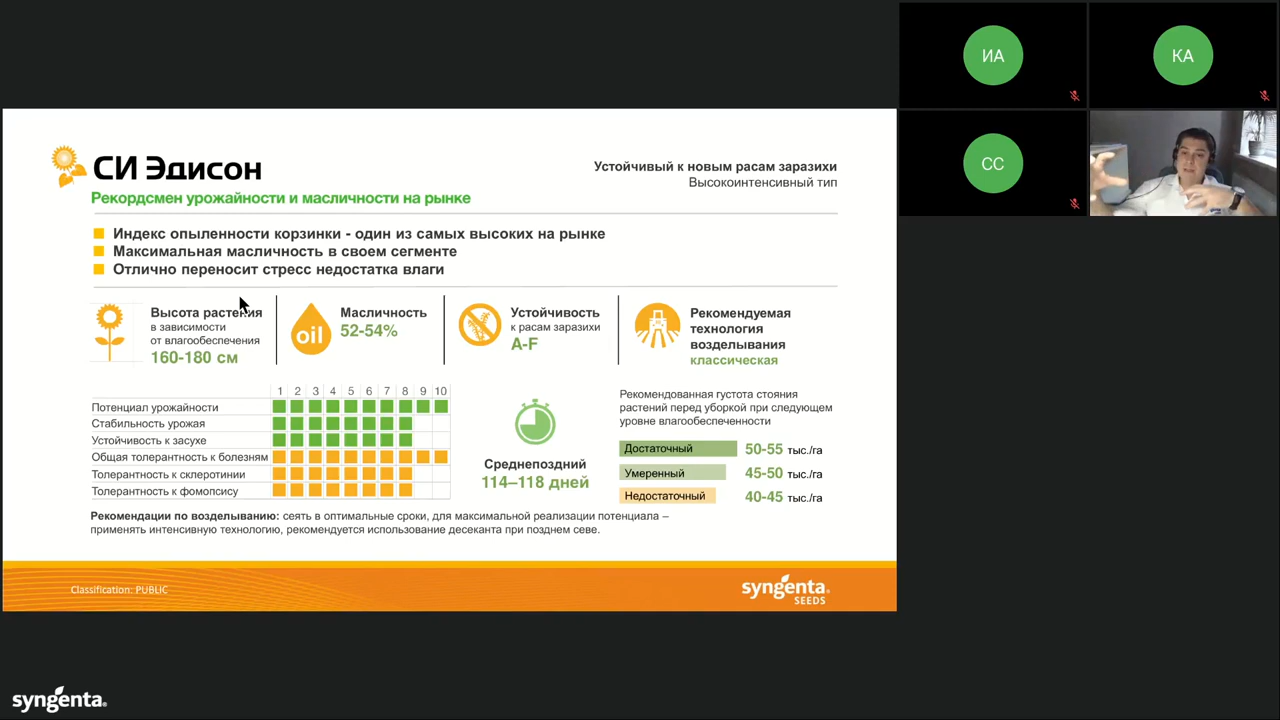 СИ Эдисон
Рекордсмен урожайности и масличности на рынке
Устойчивый к новым расам заразихи
Высокоинтенсивный тип
Индекс опыленности корзинки - один из самых высоких на рынке
Максимальная масличность в своем сегменте
Отлично переносит стресс недостатка влаги
Высота растения
в зависимости
от влагообеспечения
160-180 см
oil
Масличность
52-54%
Устойчивость
к расам заразихи
A-F
Рекомендуемая
технология
возделывания
классическая
1 2 3 4 5 6 7 8 9 10
Потенциал урожайности
Стабильность урожая
Устойчивость к засухе
Общая толерантность к болезням
Толерантность к склеротинии
Толерантность к фомопсису
Среднепоздний
114–118 дней
Рекомендованная густота стояния
растений перед уборкой при следующем
уровне влагообеспеченности
Достаточный 50-55 тыс./га
Умеренный 45-50 тыс./га
Недостаточный 40-45 тыс./га
Рекомендации по возделыванию: сеять в оптимальные сроки, для максимальной реализации потенциала –
применять интенсивную технологию, рекомендуется использование десеканта при позднем севе.
Classification: PUBLIC
syngenta
SEEDS
ИА
КА
СС
syngenta